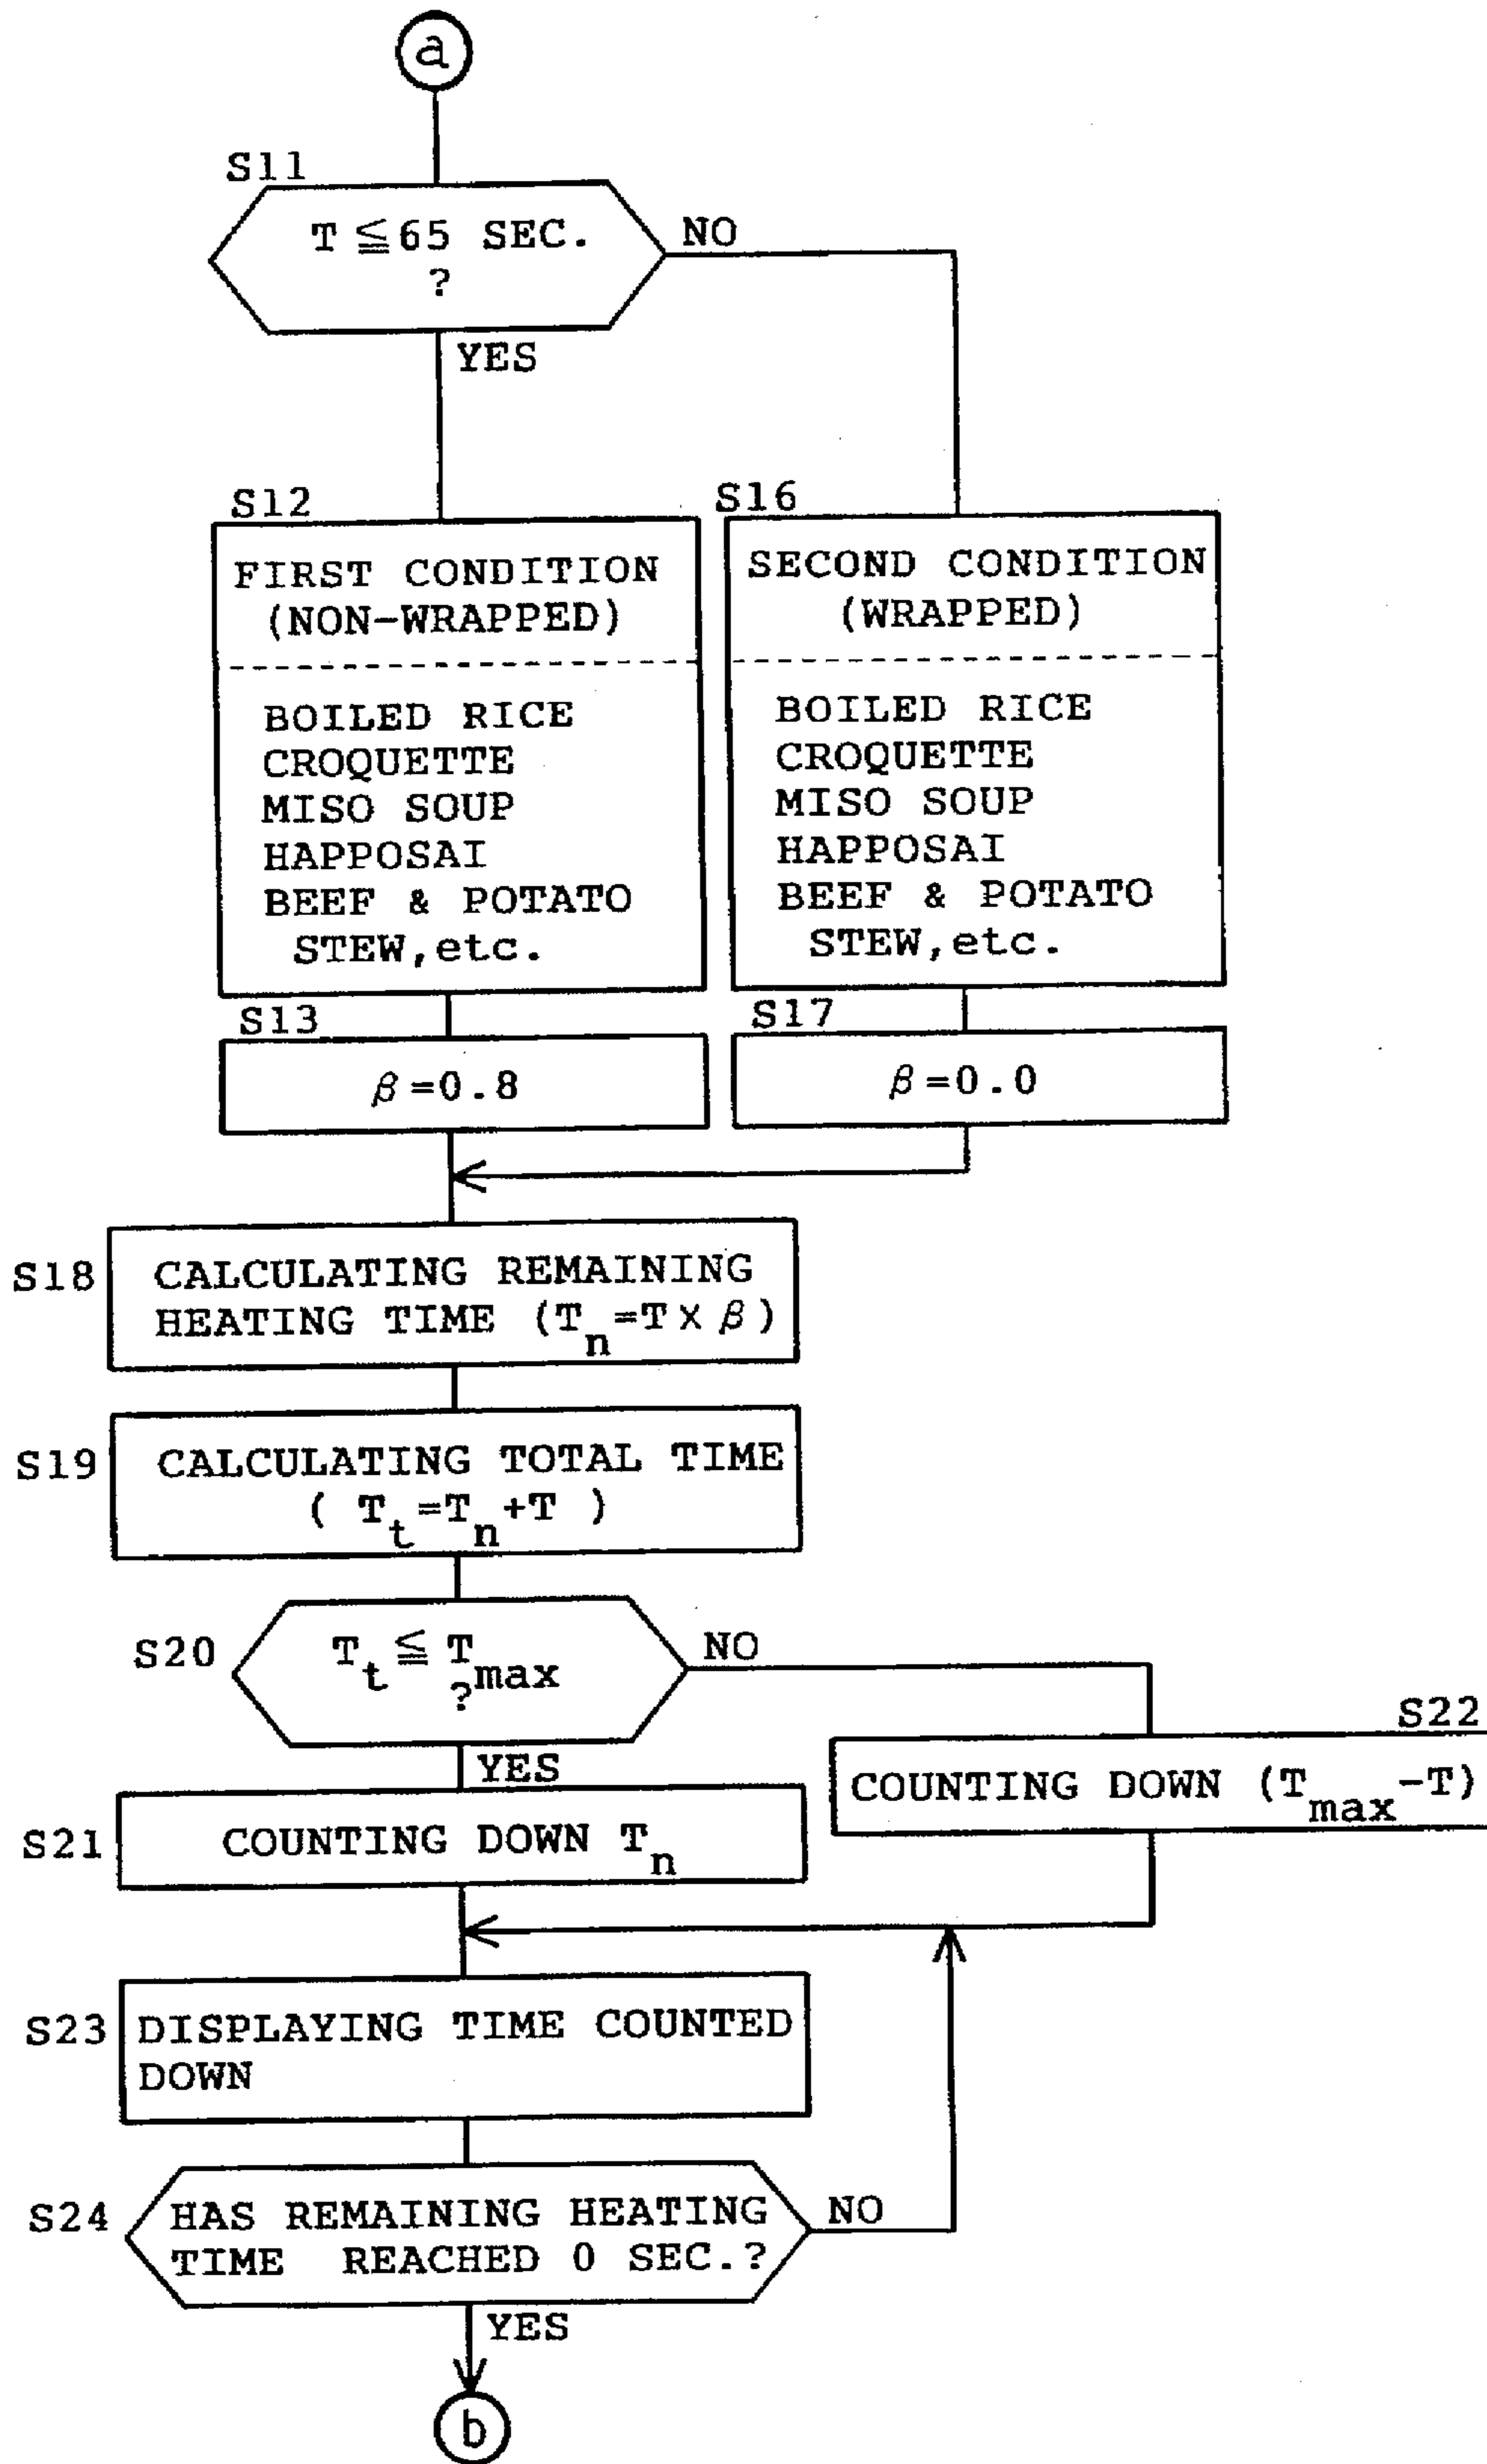 a
S11
T ≦ 65 SEC.
?
NO
YES
S12
FIRST CONDITION
(NON-WRAPPED)
BOILED RICE
CROQUETTE
MISO SOUP
HAPPOSAI
BEEF & POTATO
STEW,etc.
S16
SECOND CONDITION
(WRAPPED)
BOILED RICE
CROQUETTE
MISO SOUP
HAPPOSAI
BEEF & POTATO
STEW,etc.
S13
β=0.8
S17
β=0.0
S18
CALCULATING REMAINING
HEATING TIME (Tn=T×β)
S19
CALCULATING TOTAL TIME
( Tt=Tn+T )
S20
Tt ≦ Tmax
?
NO
YES
S22
COUNTING DOWN (Tmax-T)
S21
COUNTING DOWN Tn
S23
DISPLAYING TIME COUNTED
DOWN
S24
HAS REMAINING HEATING
TIME REACHED 0 SEC.?
NO
YES
b